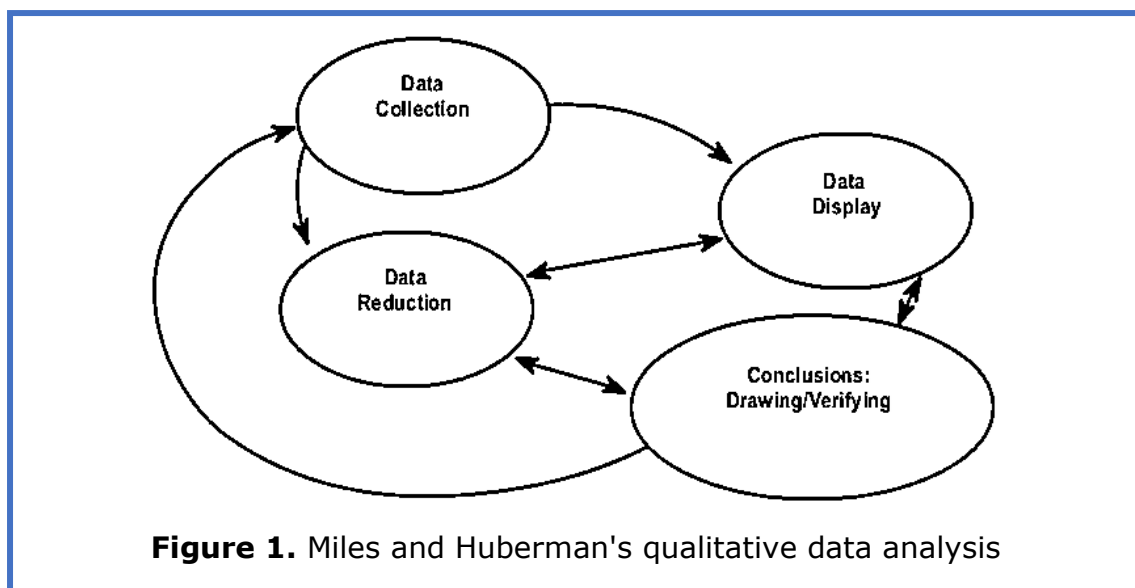 Data
Collection
Data
Display
Data
Reduction
Conclusions:
Drawing/Verifying
Figure 1. Miles and Huberman's qualitative data analysis